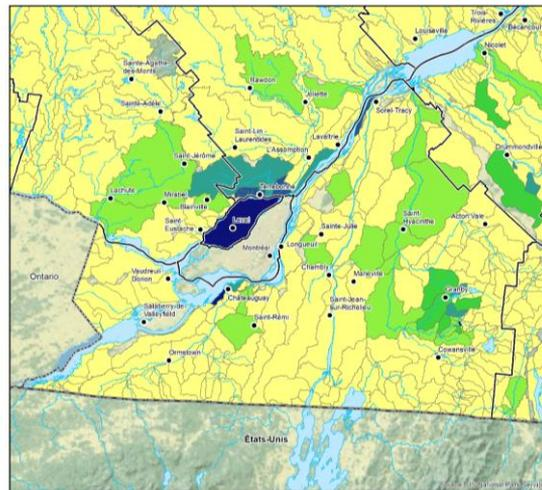 Trois-
Rivières
Bécancour
Louiseville
Nicolet
Sainte-Agathe
-des-Monts
Rawdon
Joliette
Sorel-Tracy
Sainte-Adèle
Saint-Lin
Laurentides
Lavaltrie
L'Assomption
Drummondville
Saint-Jérôme
Lachute
Mirabel
Terrebonne
Blainville
Saint-
Eustache
Laval
Saint-
Hyacinthe
Acton Vale
Sainte-Julie
Longueuil
Montréal
Ontario
Vaudreuil
Dorion
Chambly
Marieville
Châteauguay
Granby
Salaberry-de-
Valleyfield
Saint-Rémi
Saint-Jean
-sur-Richelieu
Cowansville
Ormstown
États-Unis
National Park Service